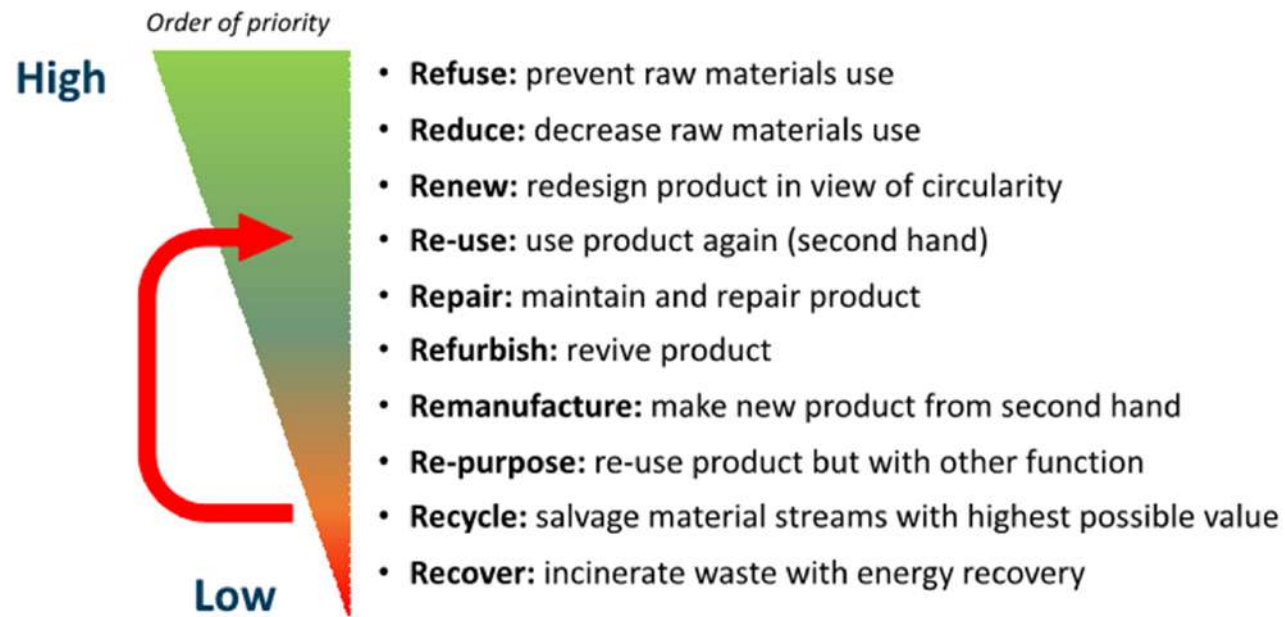 Order of priority
High
• Refuse: prevent raw materials use
• Reduce: decrease raw materials use
• Renew: redesign product in view of circularity
• Re-use: use product again (second hand)
• Repair: maintain and repair product
• Refurbish: revive product
• Remanufacture: make new product from second hand
• Re-purpose: re-use product but with other function
• Recycle: salvage material streams with highest possible value
• Recover: incinerate waste with energy recovery
Low